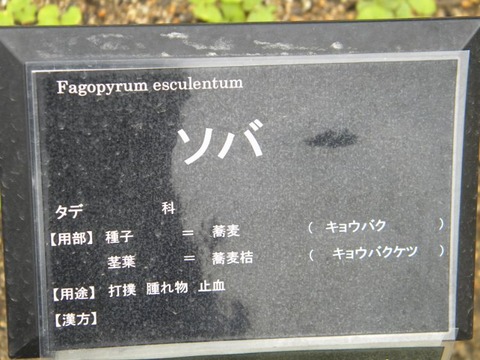 Fagopyrum esculentum
ソバ
タデ 科
【用部】 種子 ＝ 蕎麦 （ キョウバク ）
茎葉 ＝ 蕎麦桔 （ キョウバクケツ ）
【用途】 打撲 腫れ物 止血
【漢方】